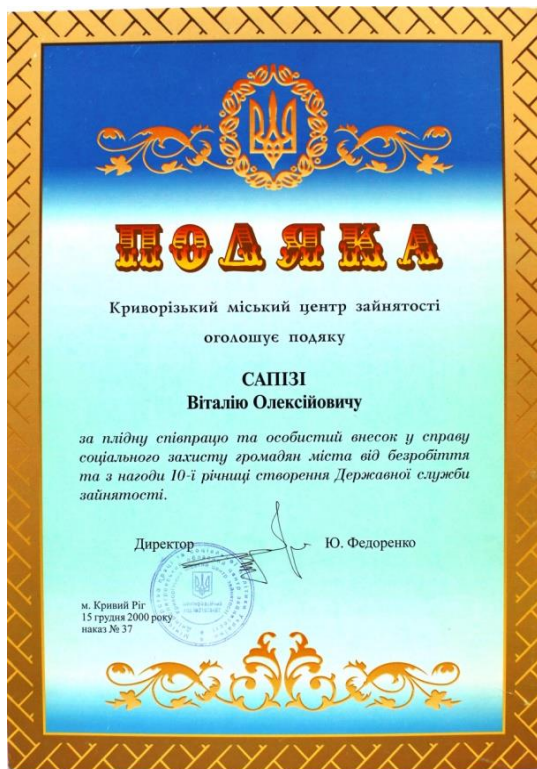 ПОДЯКА
Криворізький міський центр зайнятості
оголошує подяку
САПІЗІ
Віталію Олексійовичу
за плідну співпрацю та особистий внесок у справу
соціального захисту громадян міста від безробіття
та з нагоди 10-ї річниці створення Державної служби
зайнятості.
Директор Ю. Федоренко
м. Кривий Ріг
15 грудня 2000 року
наказ № 37